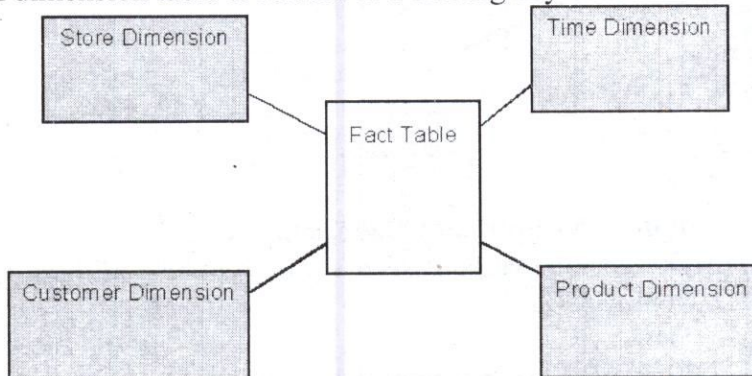 Store Dimension
Time Dimension
Fact Table
Customer Dimension
Product Dimension